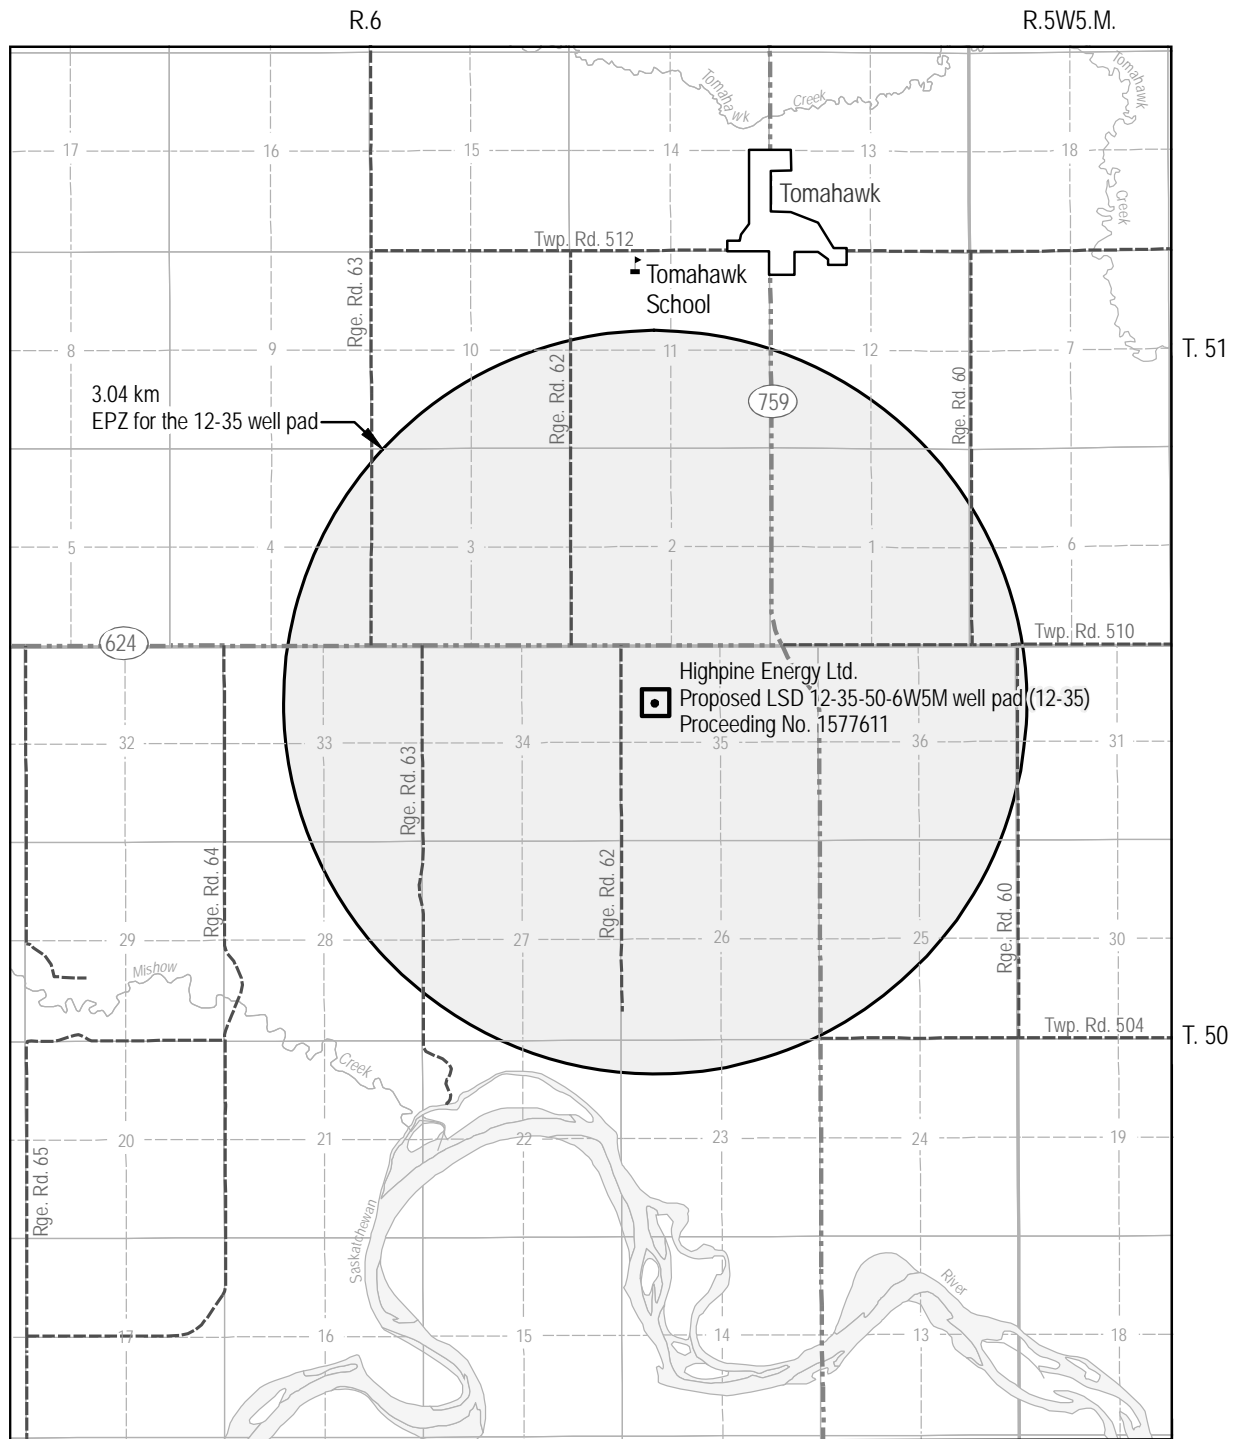 R.6
R.5W5.M.
Tomahawk
Creek
Tomahawk
Creek
17
16
15
14
13
18
Tomahawk
Twp. Rd. 512
Rge. Rd. 63
Tomahawk
School
8
9
10
11
12
7
T. 51
Rge. Rd. 62
Rge. Rd. 60
3.04 km
EPZ for the 12-35 well pad
759
5
4
3
2
1
6
624
Twp. Rd. 510
Highpine Energy Ltd.
Proposed LSD 12-35-50-6W5M well pad (12-35)
Proceeding No. 1577611
32
33
34
35
36
31
Rge. Rd. 63
Rge. Rd. 64
Rge. Rd. 62
Rge. Rd. 60
29
28
27
26
25
30
Mishow
Creek
Twp. Rd. 504
T. 50
20
21
22
23
24
19
Rge. Rd. 65
Saskatchewan
River
17
16
15
14
13
18